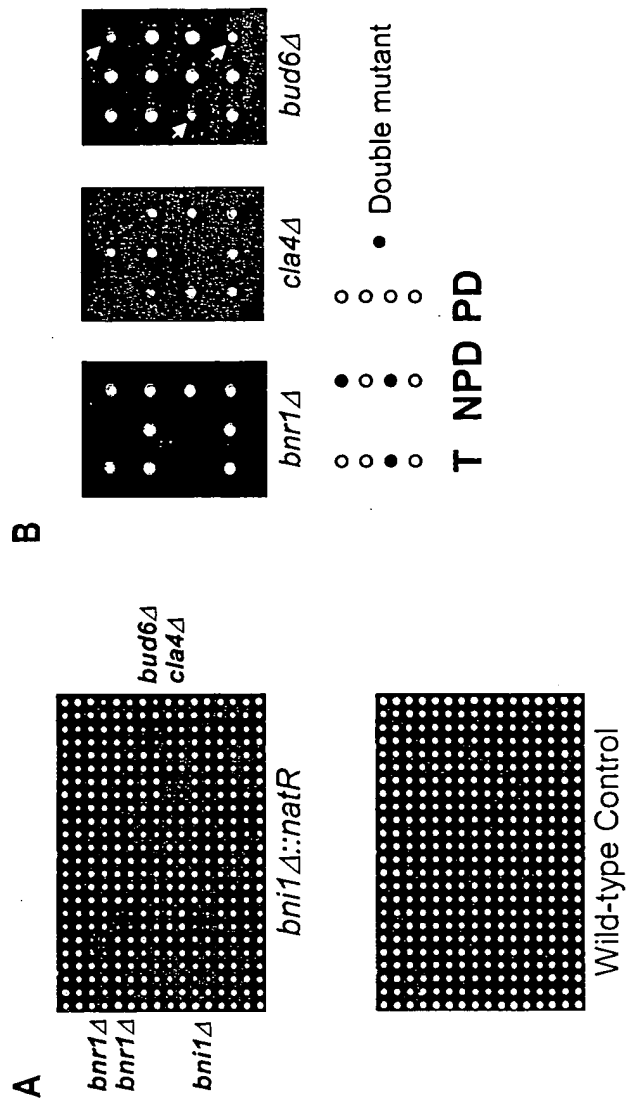 A
bnr1Δ
bnr1Δ
bni1Δ
bud6Δ
cla4Δ
bni1Δ::natR
Wild-type Control
B
bnr1Δ
cla4Δ
bud6Δ
T NPD PD
Double mutant